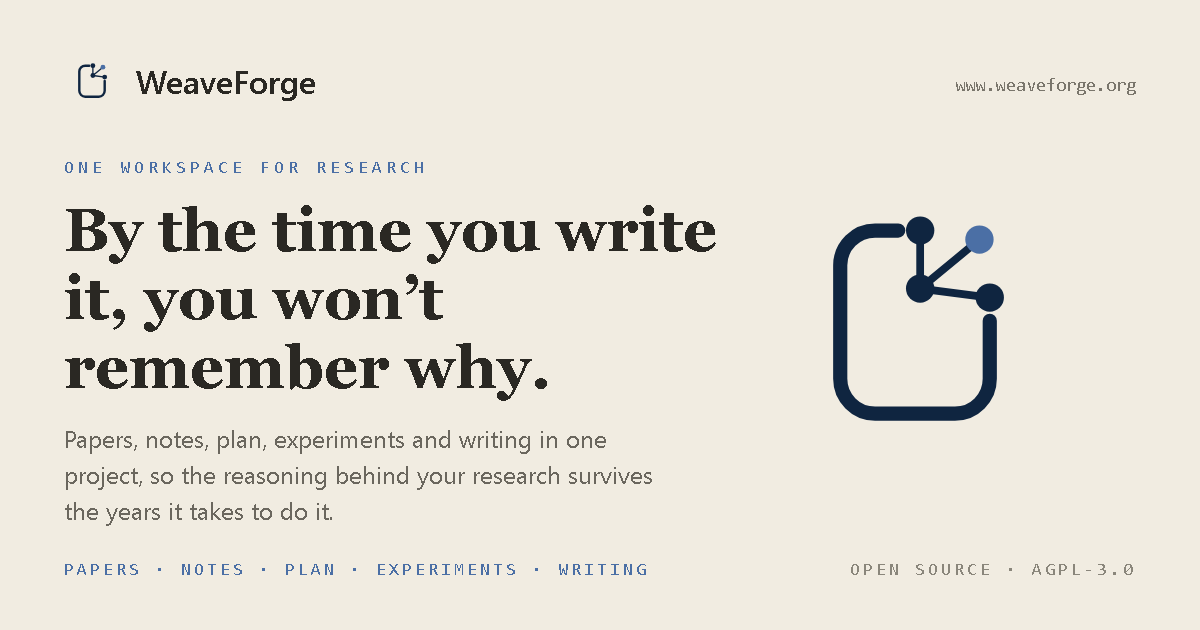 WeaveForge
www.weaveforge.org
ONE WORKSPACE FOR RESEARCH
By the time you write
it, you won’t
remember why.
Papers, notes, plan, experiments and writing in one
project, so the reasoning behind your research survives
the years it takes to do it.
PAPERS · NOTES · PLAN · EXPERIMENTS · WRITING
OPEN SOURCE · AGPL-3.0